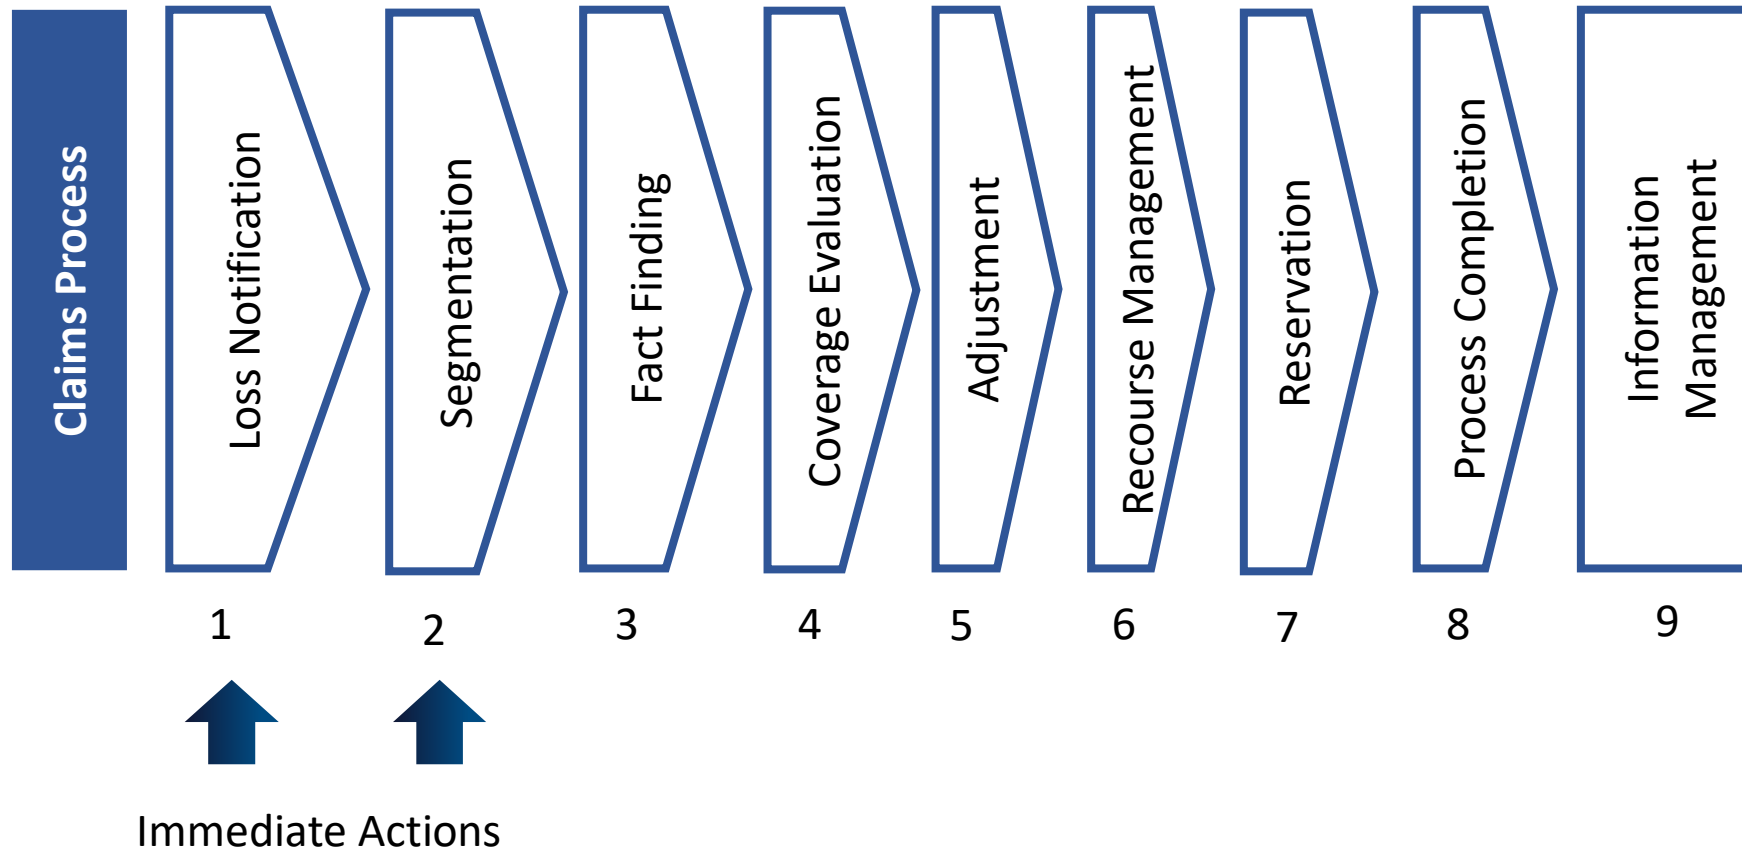 Claims Process
Loss Notification
Segmentation
Fact Finding
Coverage Evaluation
Adjustment
Recourse Management
Reservation
Process Completion
Information
Management
1
2
3
4
5
6
7
8
9
Immediate Actions